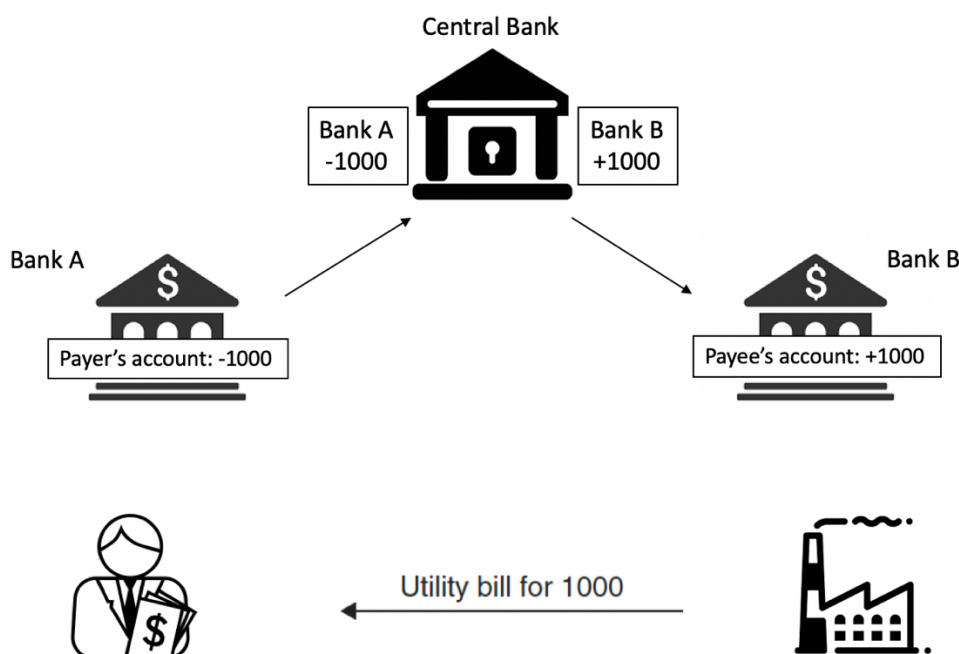 Central Bank
Bank A
-1000
Bank B
+1000
Bank A
$
Payer's account: -1000
$
Bank B
Payee's account: +1000
$
Utility bill for 1000